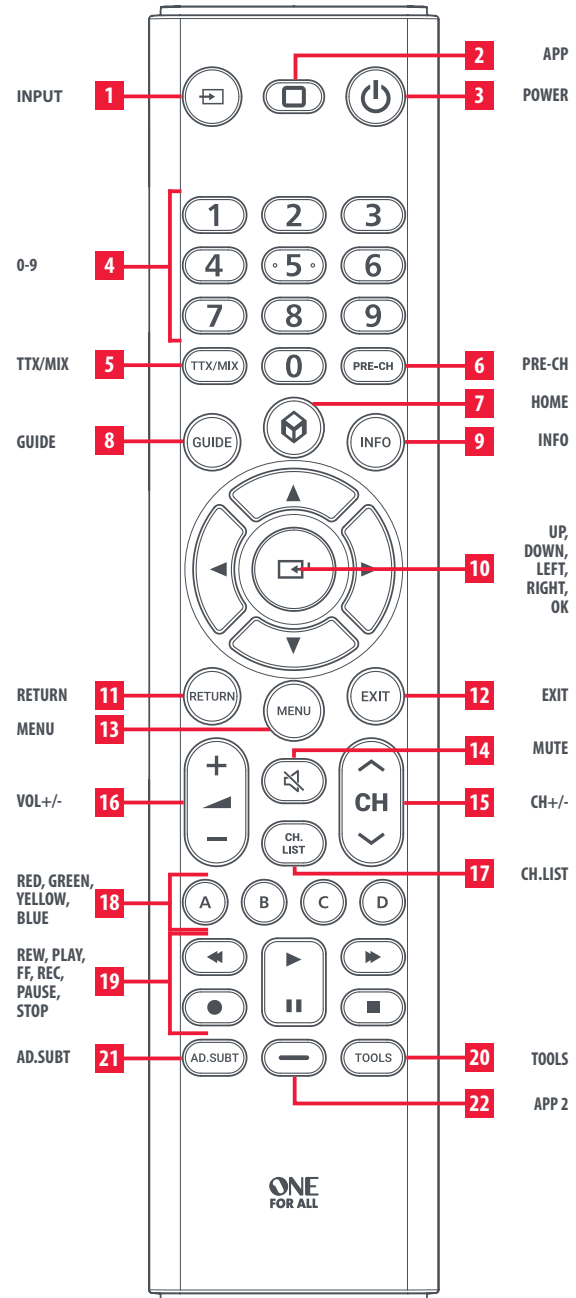 2 APP
INPUT 1
3 POWER
1 2 3
0-9 4
4 5 6
7 8 9
TTX/MIX 5 TTX/MIX 0 PRE-CH 6 PRE-CH
7 HOME
GUIDE 8 GUIDE INFO 9 INFO
UP,
DOWN,
10 LEFT,
RIGHT,
OK
RETURN 11 RETURN EXIT 12 EXIT
MENU 13 MENU
14 MUTE
VOL+/- 16 + − CH 15 CH+/-
CH.
LIST
17 CH.LIST
RED, GREEN,
YELLOW,
BLUE
18 A B C D
REW, PLAY,
FF, REC,
PAUSE,
STOP
19
AD.SUBT 21 AD.SUBT TOOLS 20 TOOLS
22 APP 2
ONE
FOR ALL